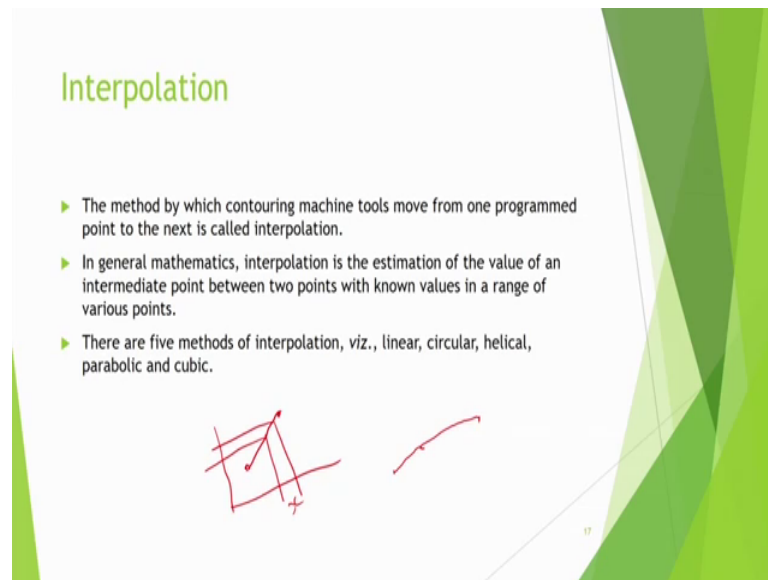 Interpolation
The method by which contouring machine tools move from one programmed
point to the next is called interpolation.
In general mathematics, interpolation is the estimation of the value of an
intermediate point between two points with known values in a range of
various points.
There are five methods of interpolation, viz., linear, circular, helical,
parabolic and cubic.
x
17